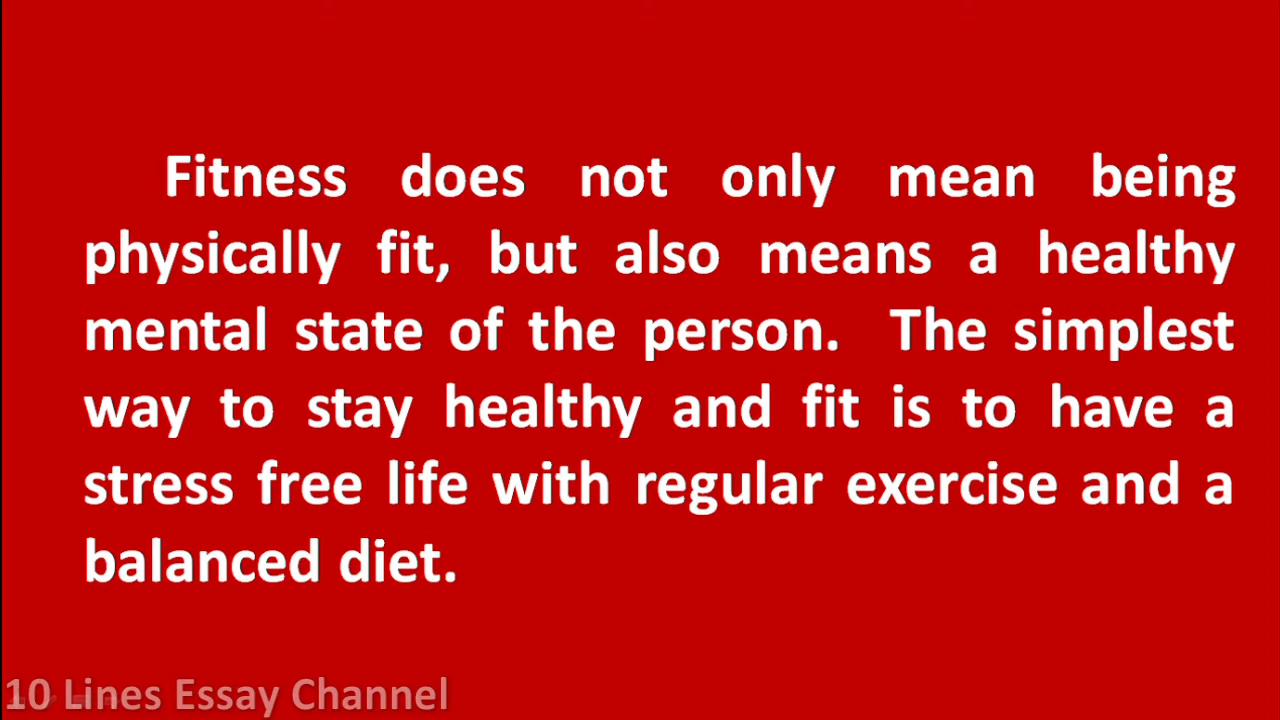 Fitness does not only mean being
physically fit, but also means a healthy
mental state of the person. The simplest
way to stay healthy and fit is to have a
stress free life with regular exercise and a
balanced diet.
10 Lines Essay Channel